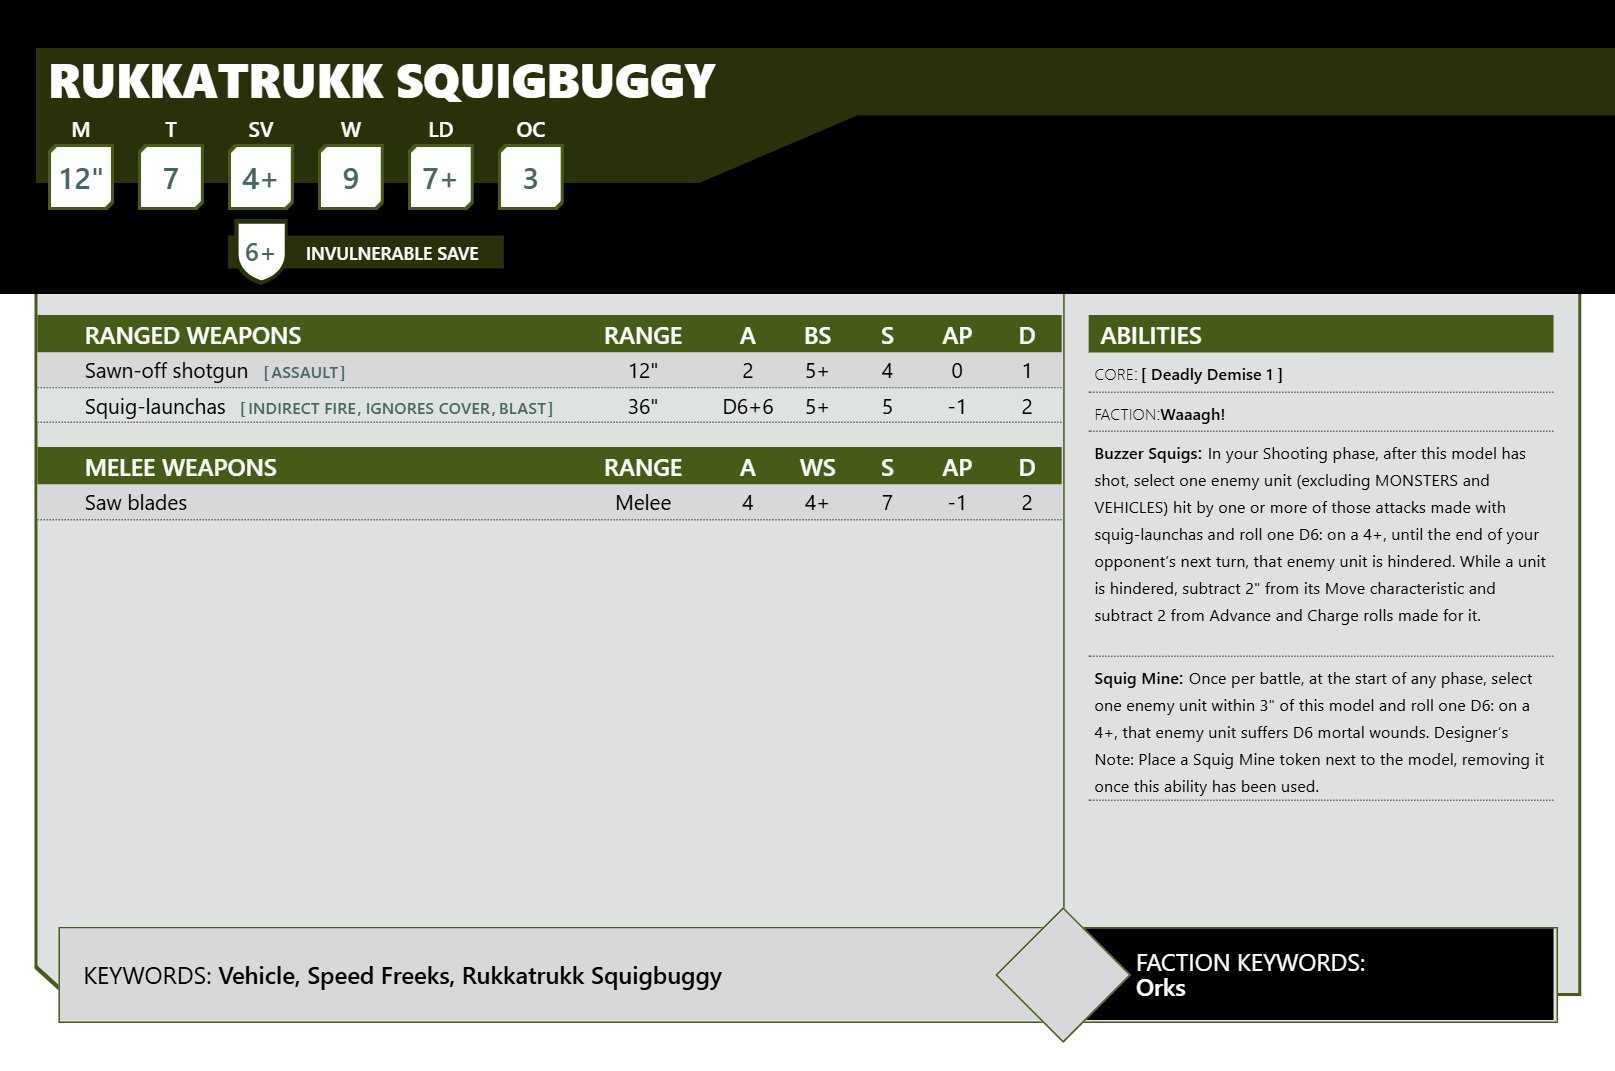 RUKKATRUKK SQUIGBUGGY
M T SV W LD OC
12" 7 4+ 9 7+ 3
6+ INVULNERABLE SAVE
RANGED WEAPONS RANGE A BS S AP D
Sawn-off shotgun [ASSAULT] 12" 2 5+ 4 0 1
Squig-launchas [INDIRECT FIRE, IGNORES COVER, BLAST] 36" D6+6 5+ 5 -1 2
MELEE WEAPONS RANGE A WS S AP D
Saw blades Melee 4 4+ 7 -1 2
ABILITIES
CORE: [ Deadly Demise 1 ]
FACTION:Waaagh!
Buzzer Squigs: In your Shooting phase, after this model has
shot, select one enemy unit (excluding MONSTERS and
VEHICLES) hit by one or more of those attacks made with
squig-launchas and roll one D6: on a 4+, until the end of your
opponent’s next turn, that enemy unit is hindered. While a unit
is hindered, subtract 2" from its Move characteristic and
subtract 2 from Advance and Charge rolls made for it.
Squig Mine: Once per battle, at the start of any phase, select
one enemy unit within 3" of this model and roll one D6: on a
4+, that enemy unit suffers D6 mortal wounds. Designer’s
Note: Place a Squig Mine token next to the model, removing it
once this ability has been used.
KEYWORDS: Vehicle, Speed Freeks, Rukkatrukk Squigbuggy
FACTION KEYWORDS:
Orks